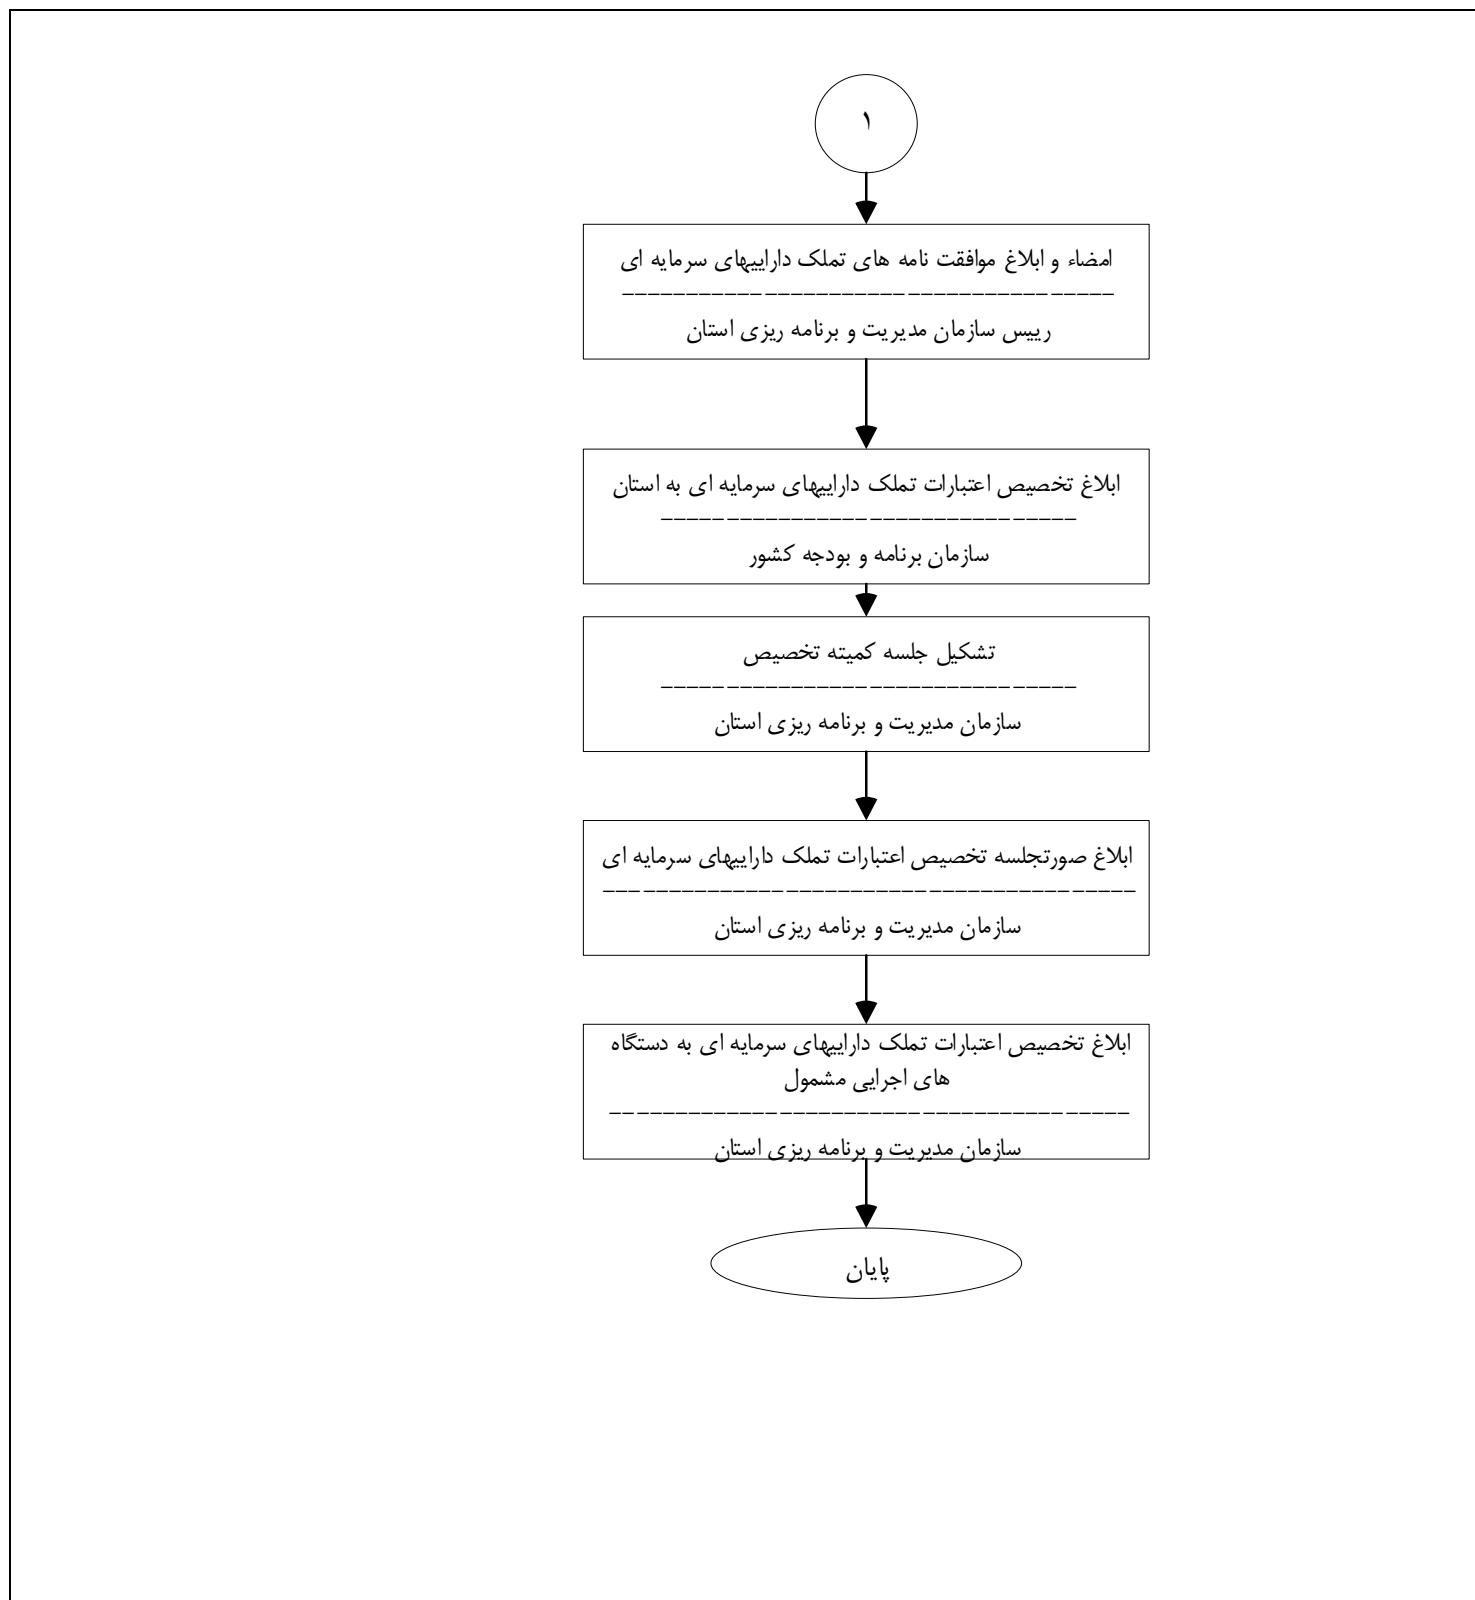 ۱
امضاء و ابلاغ موافقت نامه های تملک داراییهای سرمایه ای
--------------------------------------
رییس سازمان مدیریت و برنامه ریزی استان
ابلاغ تخصیص اعتبارات تملک داراییهای سرمایه ای به استان
--------------------------------
سازمان برنامه و بودجه کشور
تشکیل جلسه کمیته تخصیص
--------------------------------
سازمان مدیریت و برنامه ریزی استان
ابلاغ صورتجلسه تخصیص اعتبارات تملک داراییهای سرمایه ای
-----------------------------------------
سازمان مدیریت و برنامه ریزی استان
ابلاغ تخصیص اعتبارات تملک داراییهای سرمایه ای به دستگاه
های اجرایی مشمول
----------------------------------------
سازمان مدیریت و برنامه ریزی استان
پایان